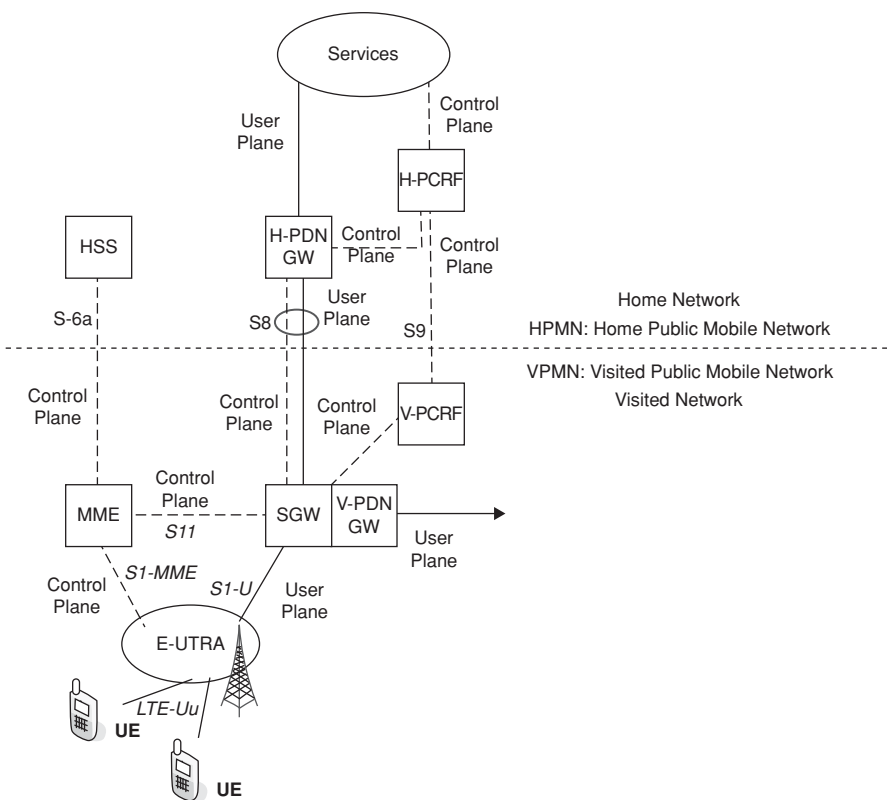 Services
Control
Plane
User
Plane
H-PCRF
HSS
H-PDN
GW
Control
Plane
Control
Plane
User
Plane
S-6a
S8
S9
Home Network
HPMN: Home Public Mobile Network
VPMN: Visited Public Mobile Network
Visited Network
Control
Plane
Control
Plane
Control
Plane
V-PCRF
Control
Plane
MME
S11
SGW
V-PDN
GW
User
Plane
S1-MME
Control
Plane
S1-U
User
Plane
E-UTRA
LTE-Uu
UE
UE